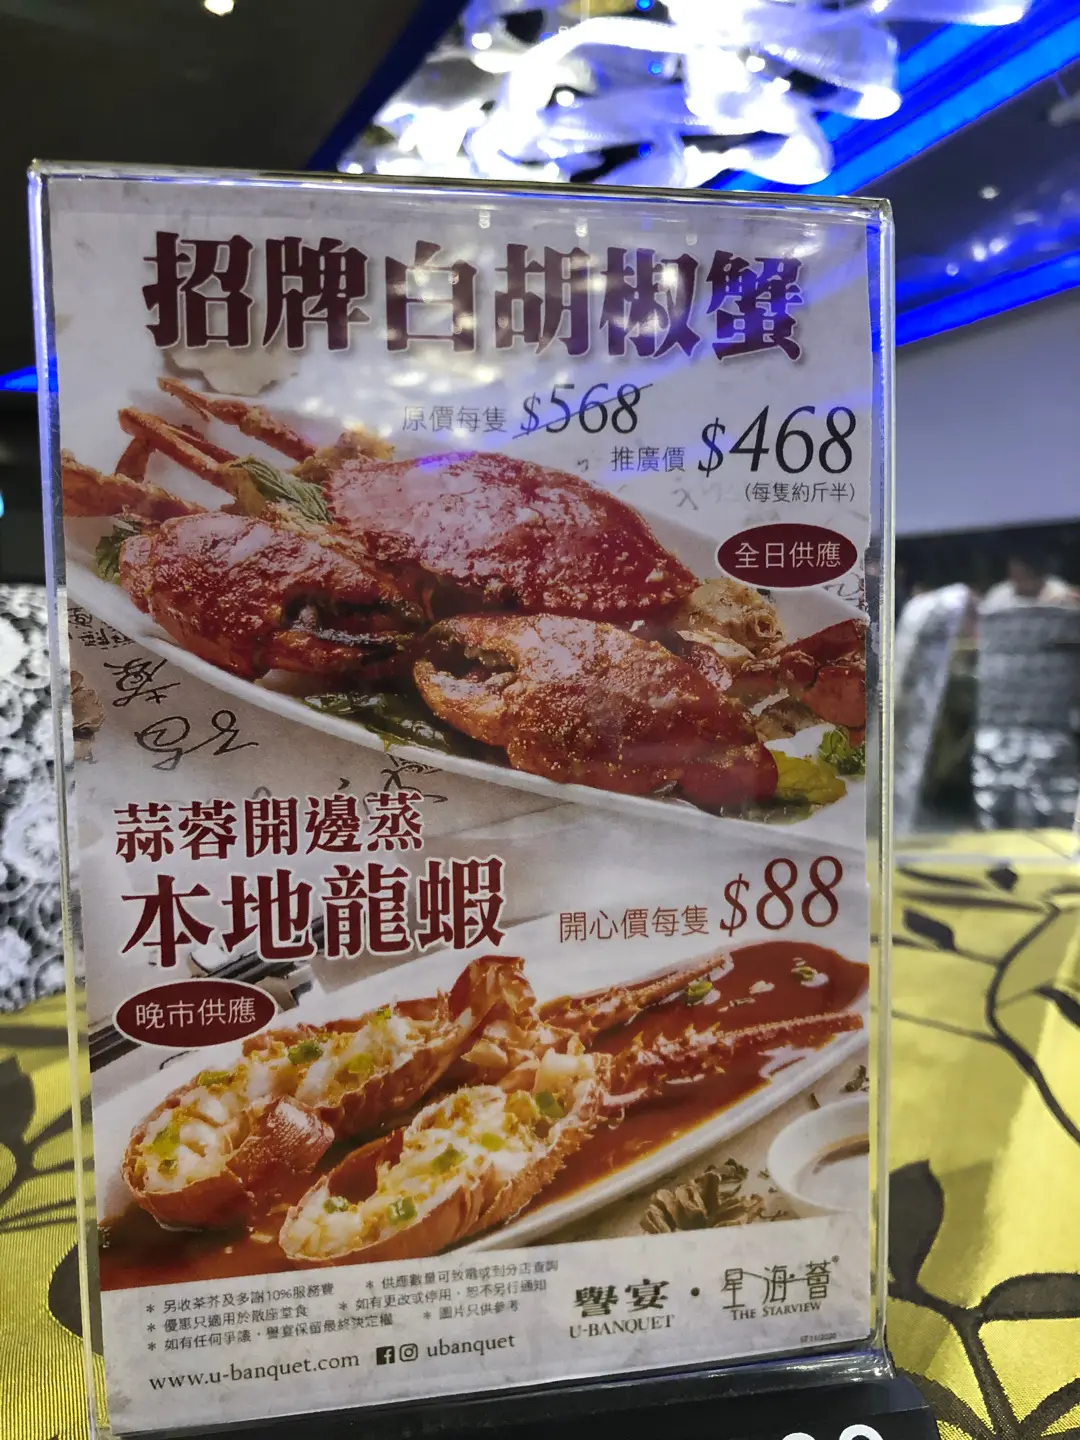 招牌白胡椒蟹
原價每隻 $568
推廣價 $468
(每隻約斤半)
全日供應
蒜蓉開邊蒸
本地龍蝦
開心價每隻 $88
晚市供應
* 另收茶芥及多謝10%服務費
* 供應數量可致電或到分店查詢
* 優惠只適用於散座堂食
* 如有更改或停用，恕不另行通知
* 如有任何爭議，譽宴保留最終決定權
* 圖片只供參考
www.u-banquet.com
ubanquet
譽宴・星海薈®
U-BANQUET
THE STARVIEW